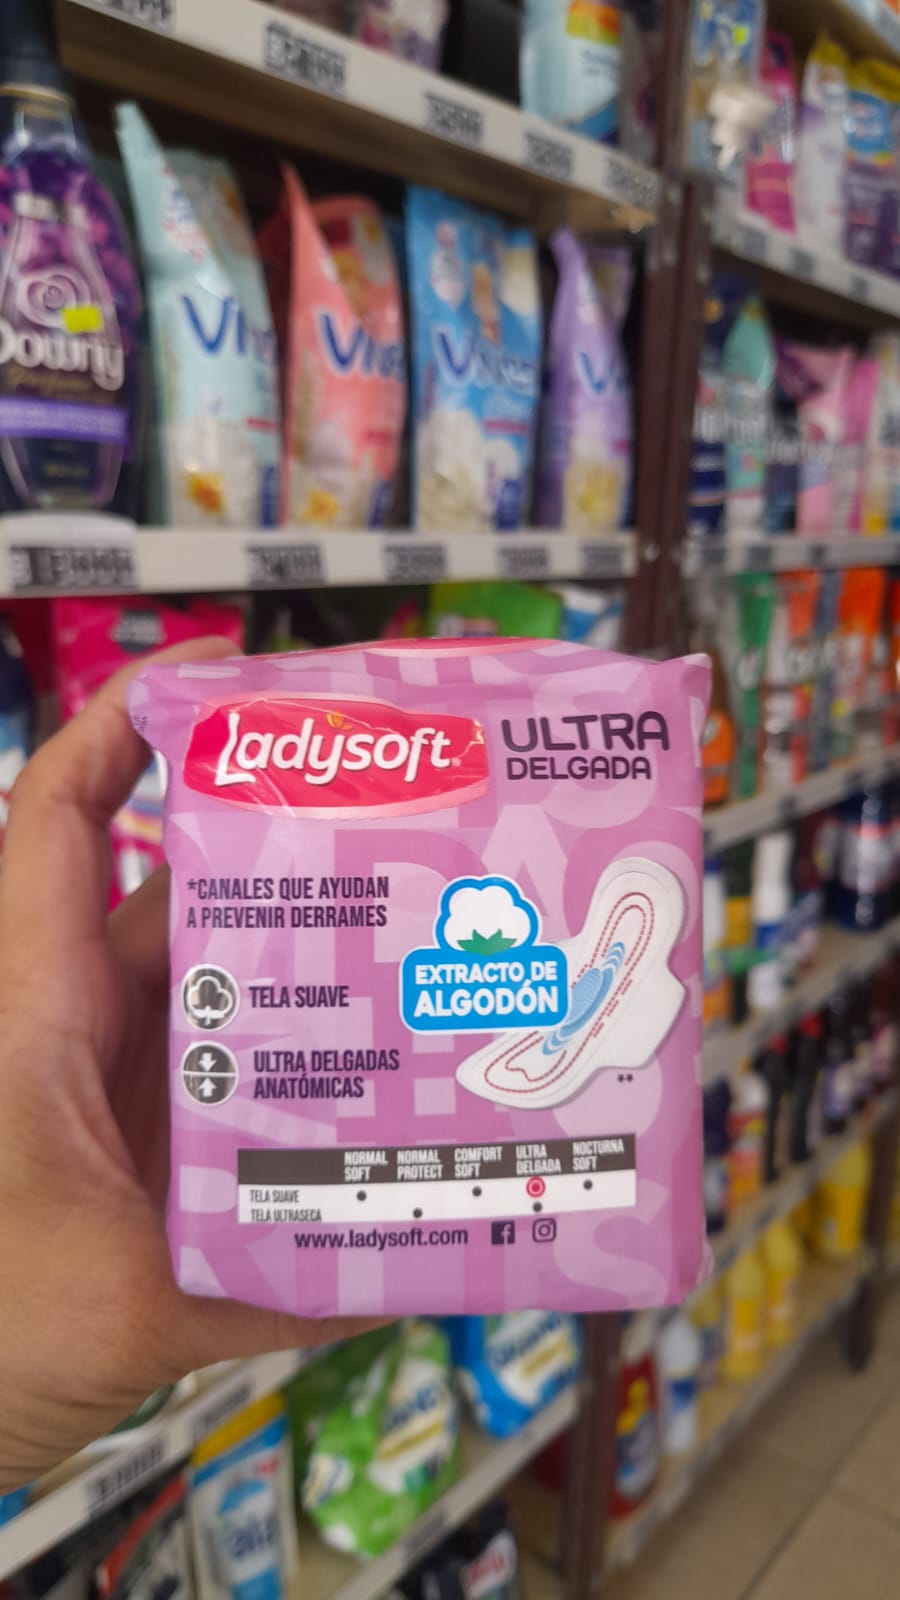 Downy
Ladysoft®
ULTRA
DELGADA
*CANALES QUE AYUDAN
A PREVENIR DERRAMES
EXTRACTO DE
ALGODÓN
TELA SUAVE
ULTRA DELGADAS
ANATÓMICAS
**
NORMAL SOFT NORMAL PROTECT COMFORT SOFT ULTRA DELGADA NOCTURNA SOFT
TELA SUAVE
TELA ULTRASECA
www.ladysoft.com